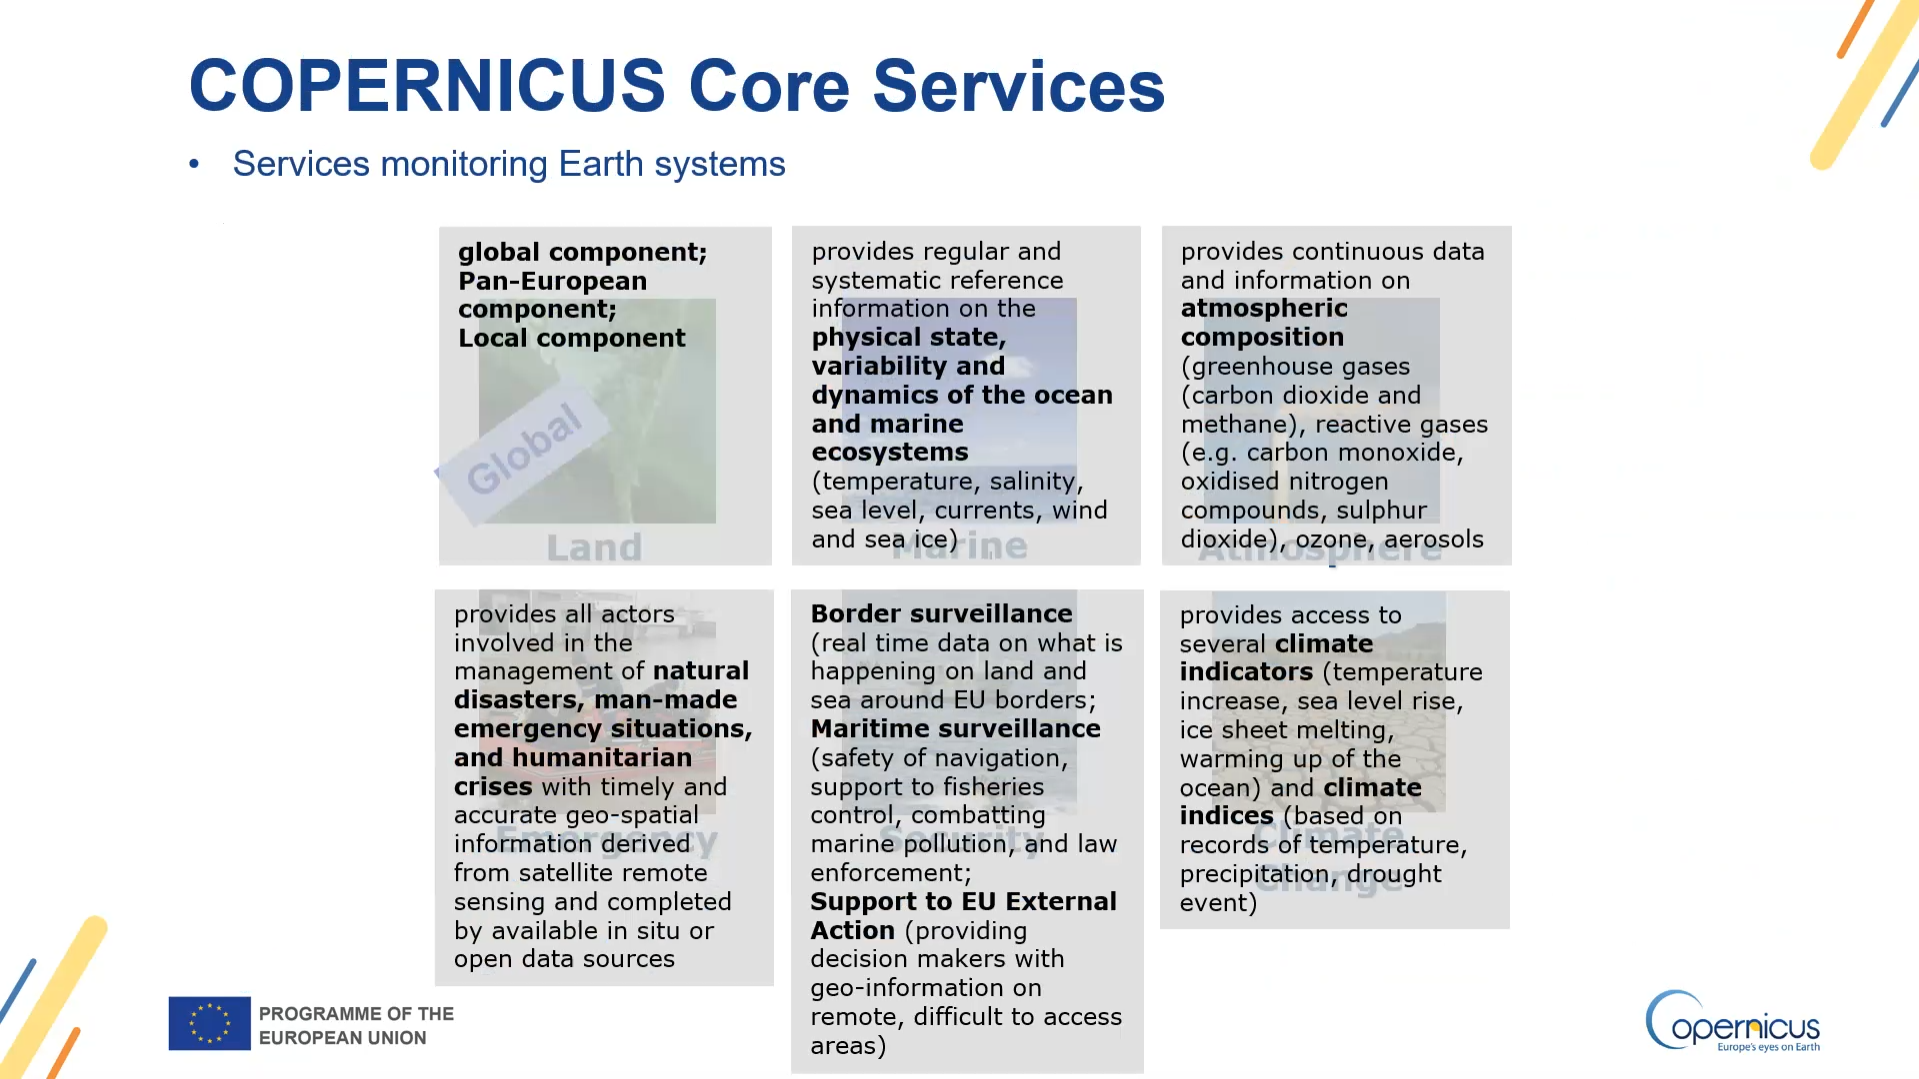 COPERNICUS Core Services
• Services monitoring Earth systems
global component;
Pan-European
component;
Local component
Global
Land
provides regular and
systematic reference
information on the
physical state,
variability and
dynamics of the ocean
and marine
ecosystems
(temperature, salinity,
sea level, currents, wind
and sea ice)
Marine
provides continuous data
and information on
atmospheric
composition
(greenhouse gases
(carbon dioxide and
methane), reactive gases
(e.g. carbon monoxide,
oxidised nitrogen
compounds, sulphur
dioxide), ozone, aerosols
Atmosphere
provides all actors
involved in the
management of natural
disasters, man-made
emergency situations,
and humanitarian
crises with timely and
accurate geo-spatial
information derived
from satellite remote
sensing and completed
by available in situ or
open data sources
Emergency
Border surveillance
(real time data on what is
happening on land and
sea around EU borders;
Maritime surveillance
(safety of navigation,
support to fisheries
control, combatting
marine pollution, and law
enforcement;
Support to EU External
Action (providing
decision makers with
geo-information on
remote, difficult to access
areas)
Security
provides access to
several climate
indicators (temperature
increase, sea level rise,
ice sheet melting,
warming up of the
ocean) and climate
indices (based on
records of temperature,
precipitation, drought
event)
Climate
Change
PROGRAMME OF THE
EUROPEAN UNION
Copernicus
Europe's eyes on Earth